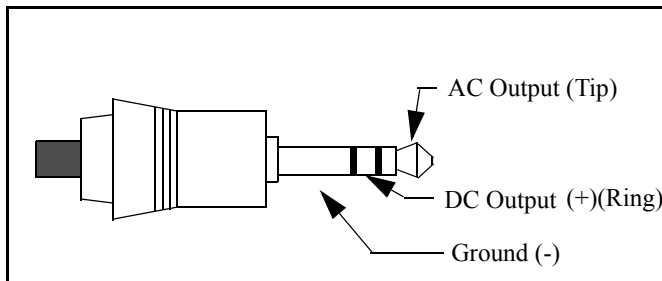 AC Output (Tip)
DC Output (+)(Ring)
Ground (-)